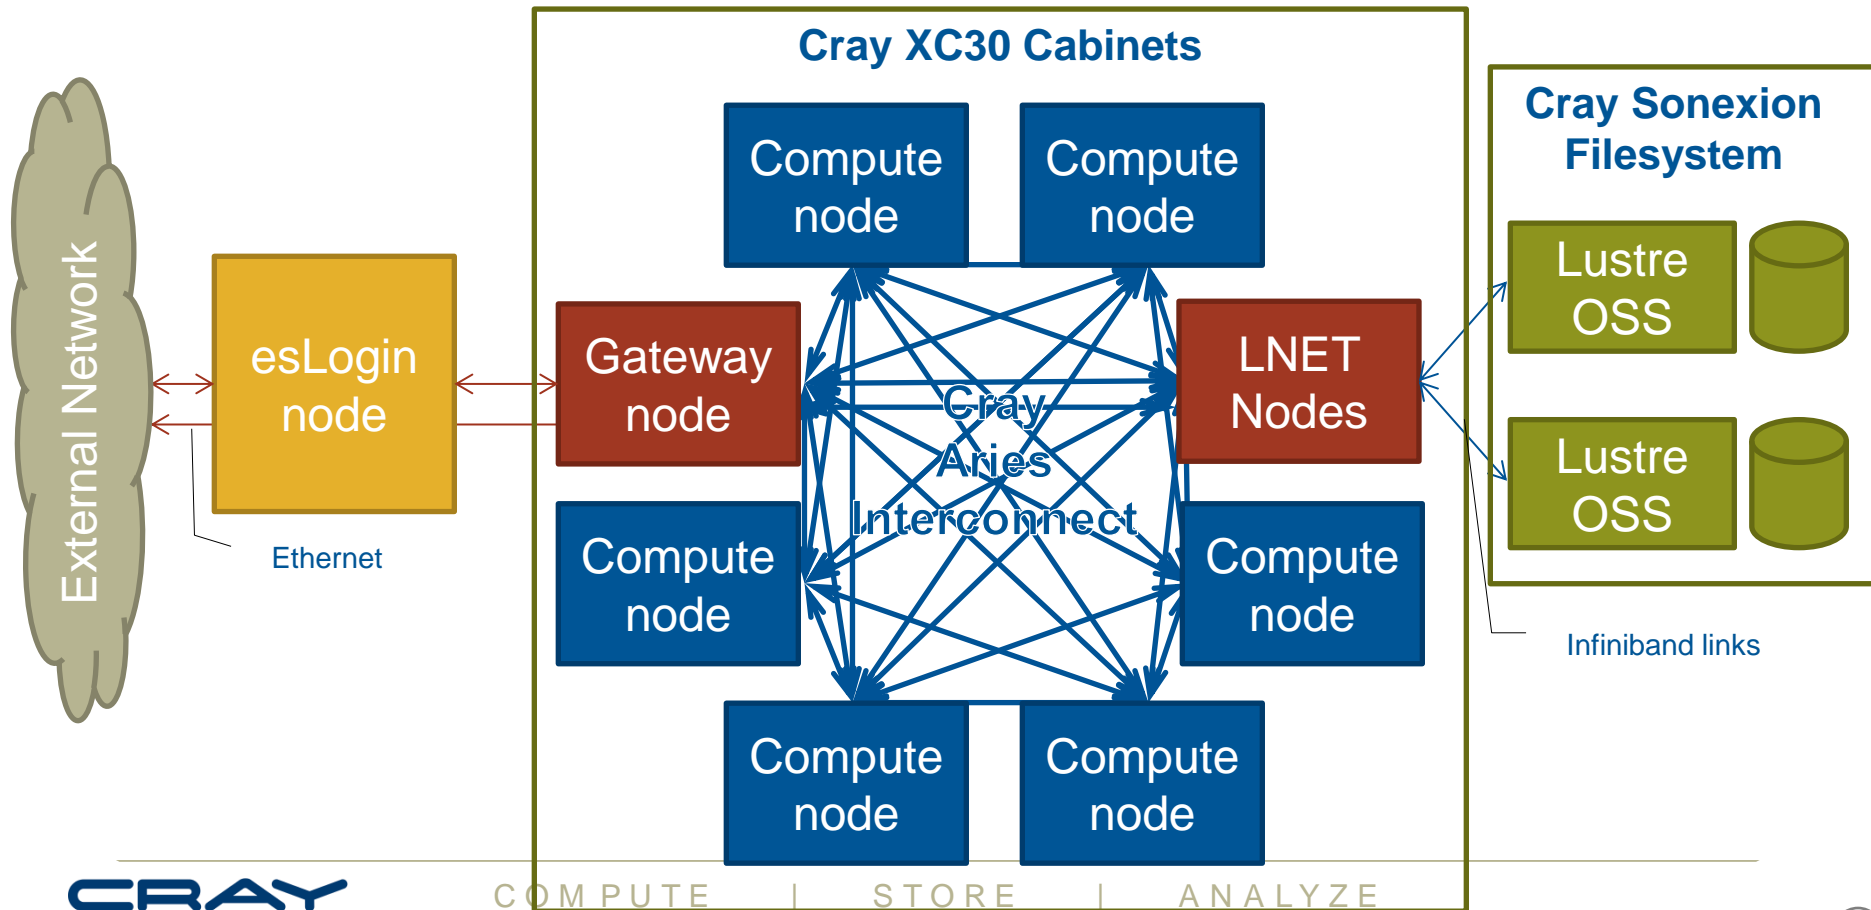 Cray XC30 Cabinets
Cray Sonexion
Filesystem
Compute
node
Compute
node
Lustre
OSS
External Network
esLogin
node
Gateway
node
LNET
Nodes
Cray
Aries
Interconnect
Lustre
OSS
Ethernet
Compute
node
Compute
node
Infiniband links
Compute
node
Compute
node
CRAY
COMPUTE | STORE | ANALYZE